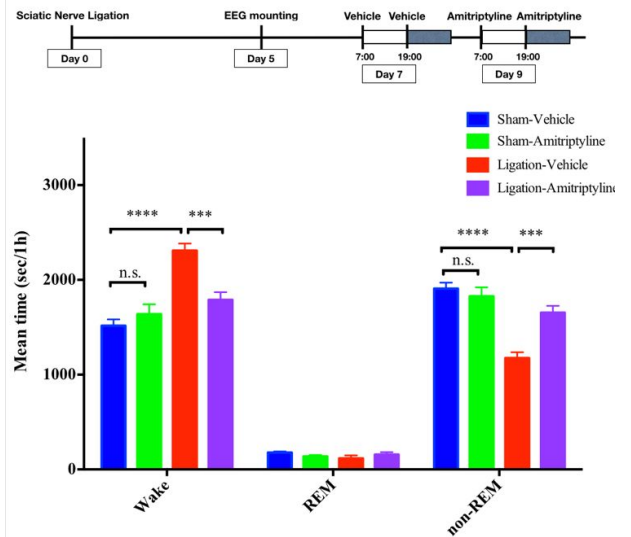 Sciatic Nerve Ligation EEG mounting Vehicle Vehicle Amitriptyline Amitriptyline
7:00 19:00 7:00 19:00
Day 0 Day 5 Day 7 Day 9
Sham-Vehicle
Sham-Amitriptyline
Ligation-Vehicle
Ligation-Amitriptyline
Mean time (sec/1h)
3000
2000
1000
0
**** ***
n.s.
**** ***
n.s.
Wake REM non-REM